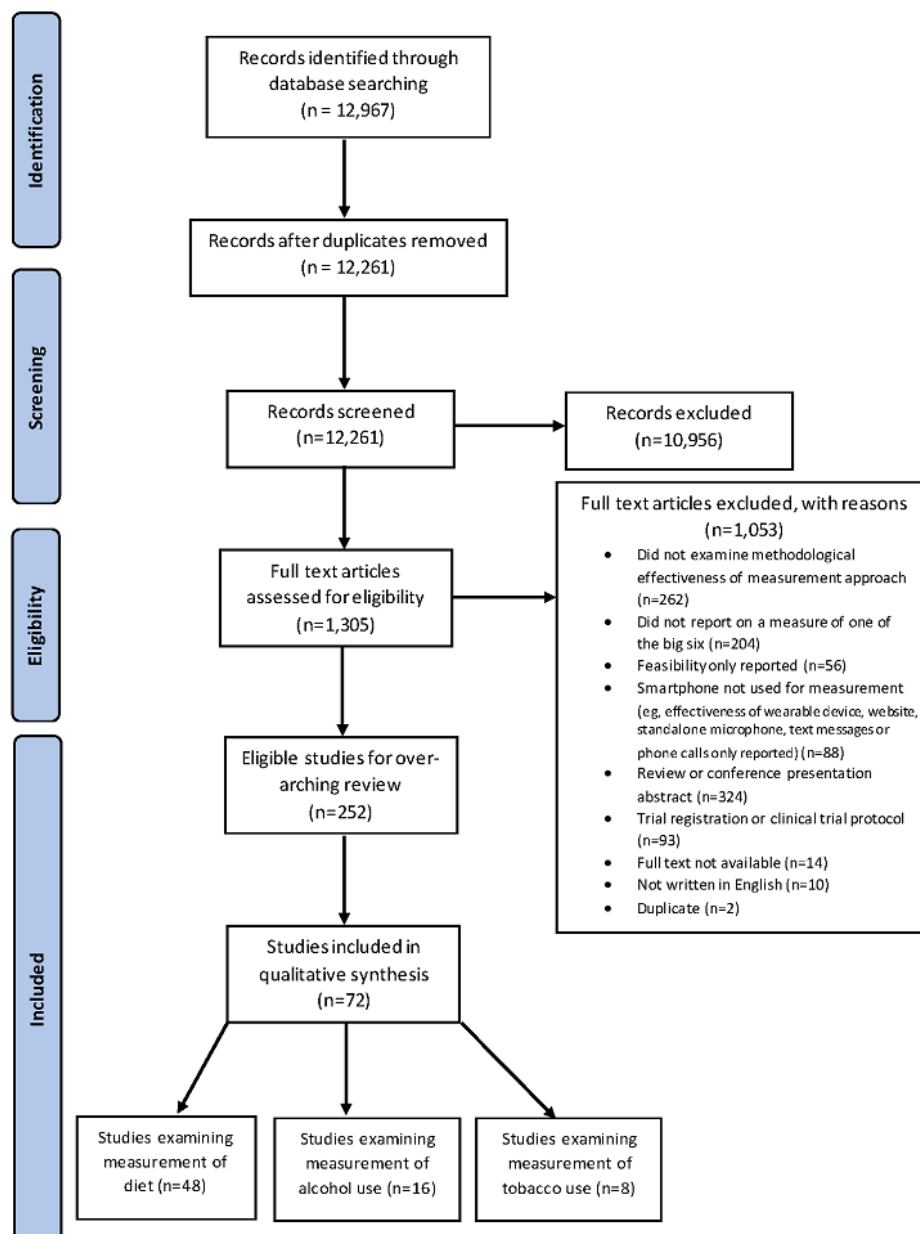 Identification
Records identified through
database searching
(n = 12,967)
Records after duplicates removed
(n = 12,261)
Screening
Records screened
(n=12,261)
Records excluded
(n=10,956)
Eligibility
Full text articles
assessed for eligibility
(n=1,305)
Full text articles excluded, with reasons
(n=1,053)
• Did not examine methodological
effectiveness of measurement approach
(n=262)
• Did not report on a measure of one of
the big six (n=204)
• Feasibility only reported (n=56)
• Smartphone not used for measurement
(eg, effectiveness of wearable device, website,
standalone microphone, text messages or
phone calls only reported) (n=88)
• Review or conference presentation
abstract (n=324)
• Trial registration or clinical trial protocol
(n=93)
• Full text not available (n=14)
• Not written in English (n=10)
• Duplicate (n=2)
Included
Eligible studies for over-
arching review
(n=252)
Studies included in
qualitative synthesis
(n=72)
Studies examining
measurement of
diet (n=48)
Studies examining
measurement of
alcohol use (n=16)
Studies examining
measurement of
tobacco use (n=8)